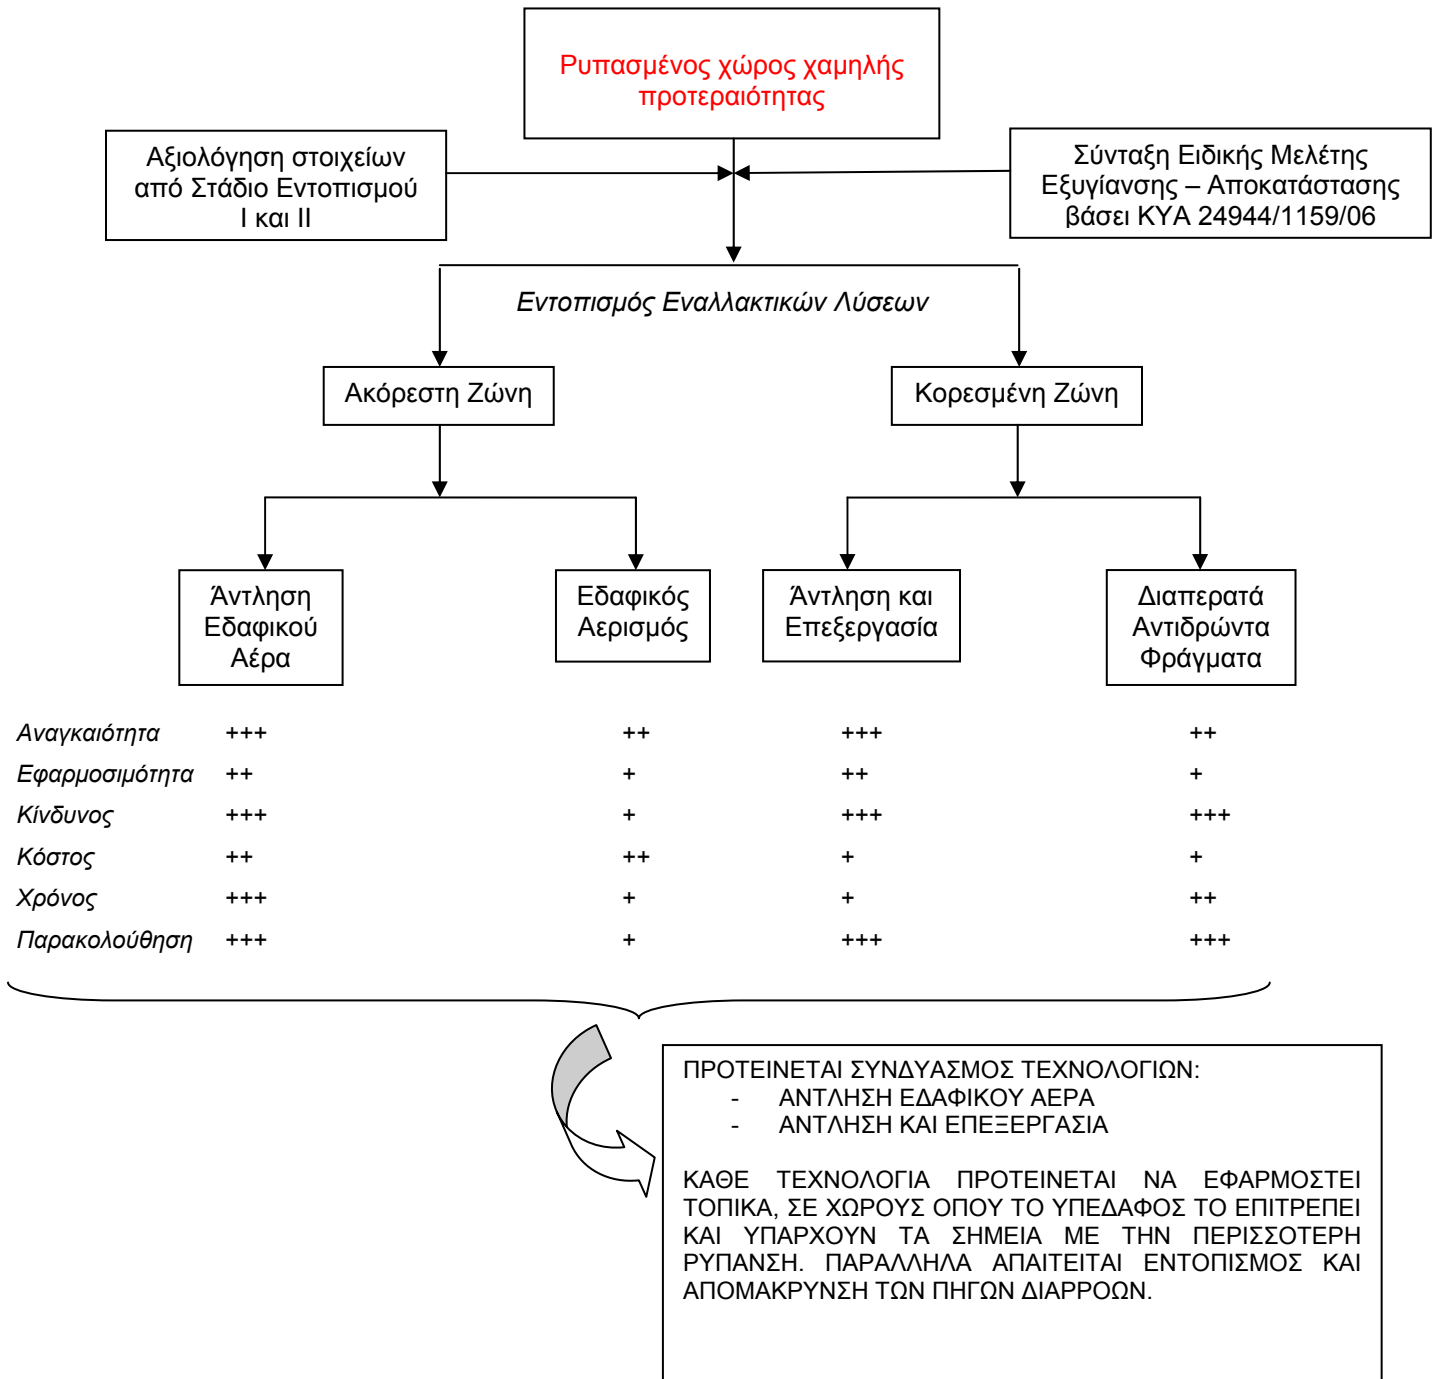 Ρυπασμένος χώρος χαμηλής
προτεραιότητας
Αξιολόγηση στοιχείων
από Στάδιο Εντοπισμού
Ι και ΙΙ
Σύνταξη Ειδικής Μελέτης
Εξυγίανσης – Αποκατάστασης
βάσει ΚΥΑ 24944/1159/06
Εντοπισμός Εναλλακτικών Λύσεων
Ακόρεστη Ζώνη
Κορεσμένη Ζώνη
Άντληση
Εδαφικού
Αέρα
Εδαφικός
Αερισμός
Άντληση και
Επεξεργασία
Διαπερατά
Αντιδρώντα
Φράγματα
Αναγκαιότητα +++ ++ +++ ++
Εφαρμοσιμότητα ++ + ++ +
Κίνδυνος +++ + +++ +++
Κόστος ++ ++ + +
Χρόνος +++ + + ++
Παρακολούθηση +++ + +++ +++
ΠΡΟΤΕΙΝΕΤΑΙ ΣΥΝΔΥΑΣΜΟΣ ΤΕΧΝΟΛΟΓΙΩΝ:
- ΑΝΤΛΗΣΗ ΕΔΑΦΙΚΟΥ ΑΕΡΑ
- ΑΝΤΛΗΣΗ ΚΑΙ ΕΠΕΞΕΡΓΑΣΙΑ
ΚΑΘΕ ΤΕΧΝΟΛΟΓΙΑ ΠΡΟΤΕΙΝΕΤΑΙ ΝΑ ΕΦΑΡΜΟΣΤΕΙ
ΤΟΠΙΚΑ, ΣΕ ΧΩΡΟΥΣ ΟΠΟΥ ΤΟ ΥΠΕΔΑΦΟΣ ΤΟ ΕΠΙΤΡΕΠΕΙ
ΚΑΙ ΥΠΑΡΧΟΥΝ ΤΑ ΣΗΜΕΙΑ ΜΕ ΤΗΝ ΠΕΡΙΣΣΟΤΕΡΗ
ΡΥΠΑΝΣΗ. ΠΑΡΑΛΛΗΛΑ ΑΠΑΙΤΕΙΤΑΙ ΕΝΤΟΠΙΣΜΟΣ ΚΑΙ
ΑΠΟΜΑΚΡΥΝΣΗ ΤΩΝ ΠΗΓΩΝ ΔΙΑΡΡΟΩΝ.